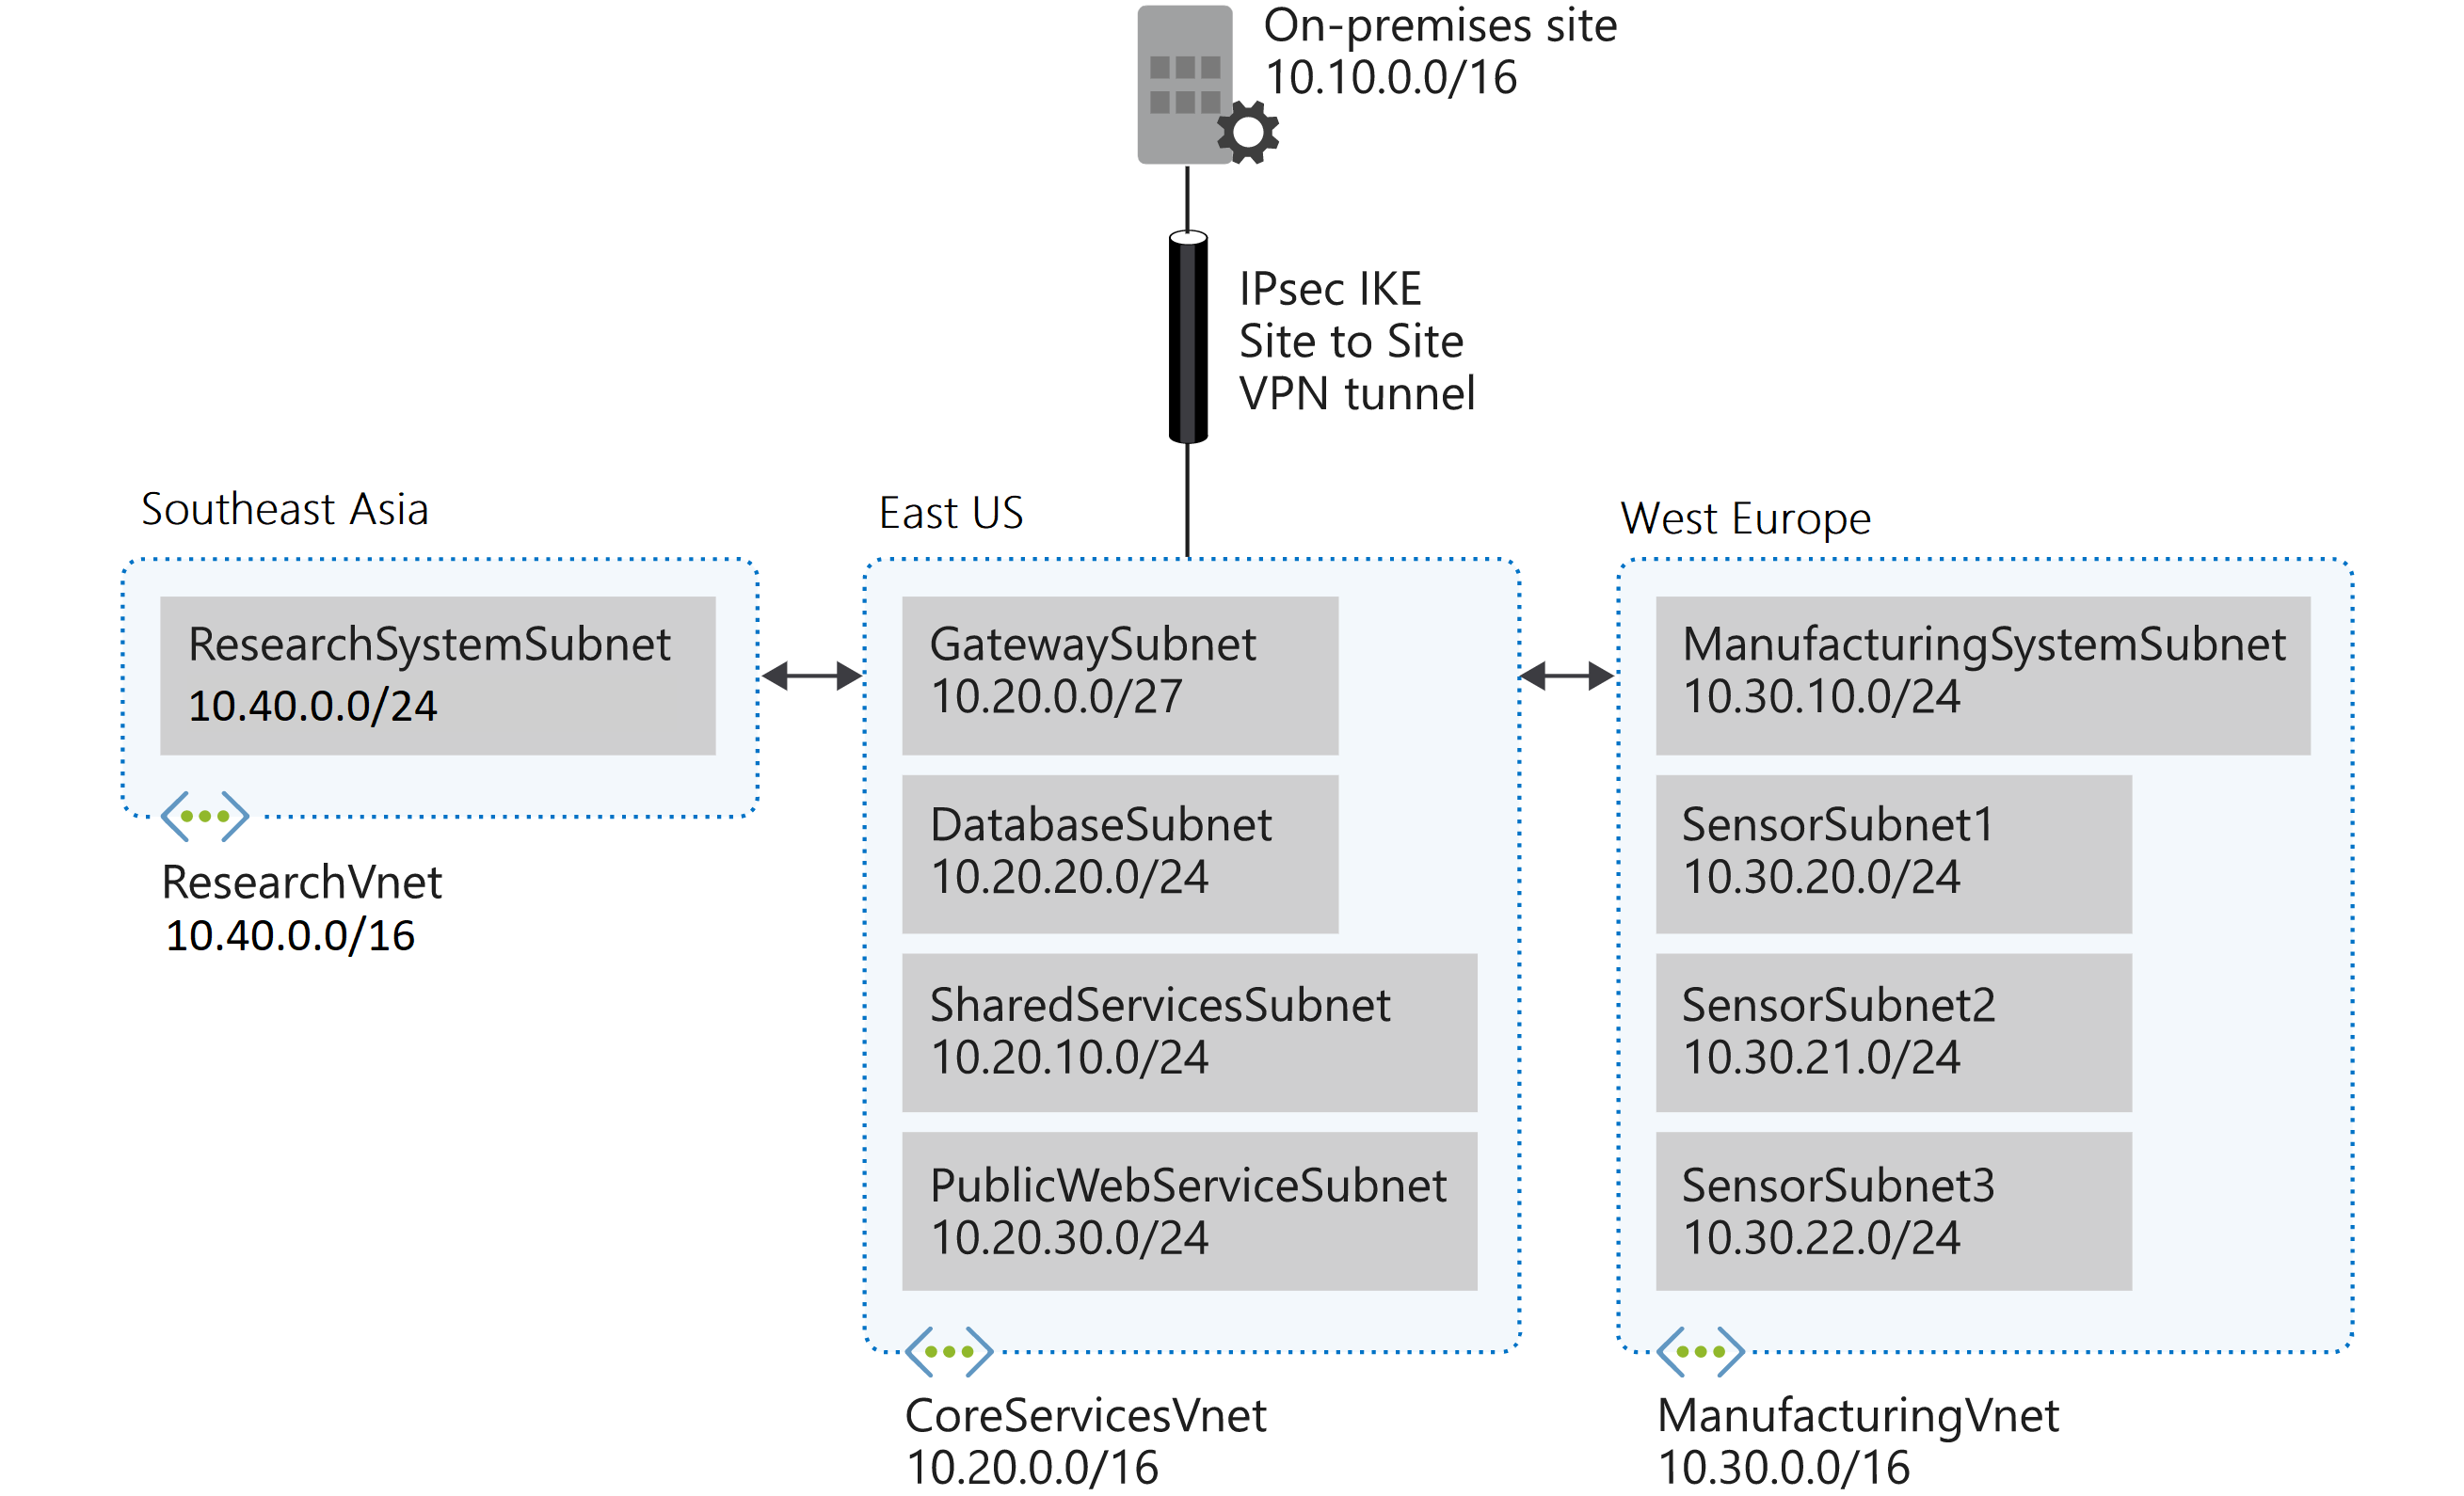 On-premises site
10.10.0.0/16
IPsec IKE
Site to Site
VPN tunnel
Southeast Asia
ResearchSystemSubnet
10.40.0.0/24
ResearchVnet
10.40.0.0/16
East US
GatewaySubnet
10.20.0.0/27
DatabaseSubnet
10.20.20.0/24
SharedServicesSubnet
10.20.10.0/24
PublicWebServiceSubnet
10.20.30.0/24
CoreServicesVnet
10.20.0.0/16
West Europe
ManufacturingSystemSubnet
10.30.10.0/24
SensorSubnet1
10.30.20.0/24
SensorSubnet2
10.30.21.0/24
SensorSubnet3
10.30.22.0/24
ManufacturingVnet
10.30.0.0/16